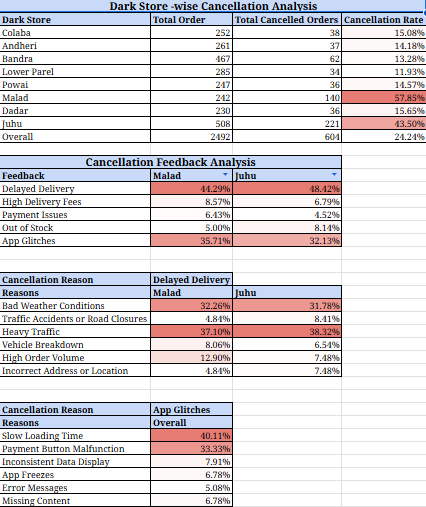 Dark Store -wise Cancellation Analysis
Dark Store Total Order Total Cancelled Orders Cancellation Rate
Colaba 252 38 15.08%
Andheri 261 37 14.18%
Bandra 467 62 13.28%
Lower Parel 285 34 11.93%
Powai 247 36 14.57%
Malad 242 140 57.85%
Dadar 230 36 15.65%
Juhu 508 221 43.50%
Overall 2492 604 24.24%
Cancellation Feedback Analysis
Feedback Malad Juhu
Delayed Delivery 44.29% 48.42%
High Delivery Fees 8.57% 6.79%
Payment Issues 6.43% 4.52%
Out of Stock 5.00% 8.14%
App Glitches 35.71% 32.13%
Cancellation Reason Delayed Delivery
Reasons Malad Juhu
Bad Weather Conditions 32.26% 31.78%
Traffic Accidents or Road Closures 4.84% 8.41%
Heavy Traffic 37.10% 38.32%
Vehicle Breakdown 8.06% 6.54%
High Order Volume 12.90% 7.48%
Incorrect Address or Location 4.84% 7.48%
Cancellation Reason App Glitches
Reasons Overall
Slow Loading Time 40.11%
Payment Button Malfunction 33.33%
Inconsistent Data Display 7.91%
App Freezes 6.78%
Error Messages 5.08%
Missing Content 6.78%